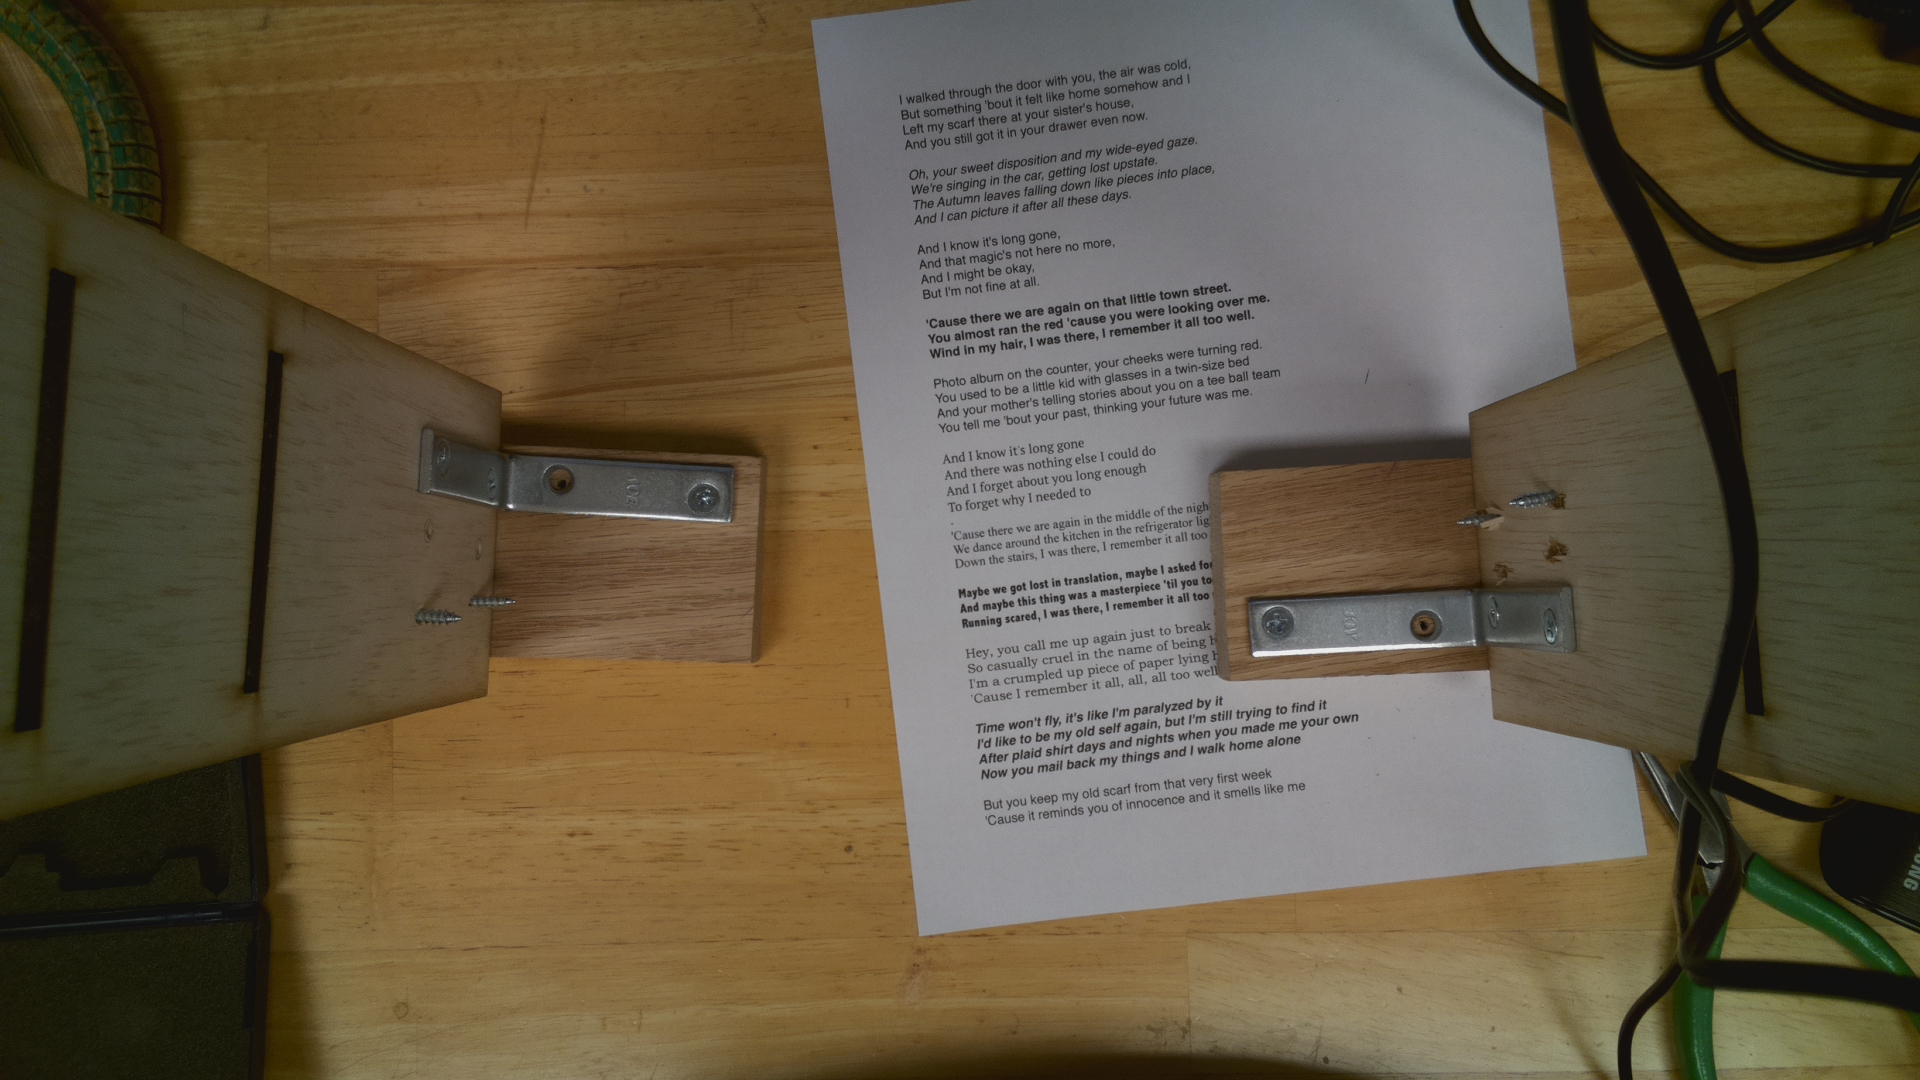 I walked through the door with you, the air was cold,
But something 'bout it felt like home somehow and I
Left my scarf there at your sister's house,
And you still got it in your drawer even now.
Oh, your sweet disposition and my wide-eyed gaze.
We're singing in the car, getting lost upstate.
The Autumn leaves falling down like pieces into place,
And I can picture it after all these days.
And I know it's long gone,
And that magic's not here no more,
And I might be okay,
But I'm not fine at all.
'Cause there we are again on that little town street.
You almost ran the red 'cause you were looking over me.
Wind in my hair, I was there, I remember it all too well.
Photo album on the counter, your cheeks were turning red.
You used to be a little kid with glasses in a twin-size bed
And your mother's telling stories about you on a tee ball team
You tell me 'bout your past, thinking your future was me.
And I know it's long gone
And there was nothing else I could do
And I forget about you long enough
To forget why I needed to
.
'Cause there we are again in the middle of the nigh
We dance around the kitchen in the refrigerator lig
Down the stairs, I was there, I remember it all too
Maybe we got lost in translation, maybe I asked for
And maybe this thing was a masterpiece 'til you to
Running scared, I was there, I remember it all too
Hey, you call me up again just to break
So casually cruel in the name of being h
I'm a crumpled up piece of paper lying h
'Cause I remember it all, all, all too well
Time won't fly, it's like I'm paralyzed by it
I'd like to be my old self again, but I'm still trying to find it
After plaid shirt days and nights when you made me your own
Now you mail back my things and I walk home alone
But you keep my old scarf from that very first week
'Cause it reminds you of innocence and it smells like me